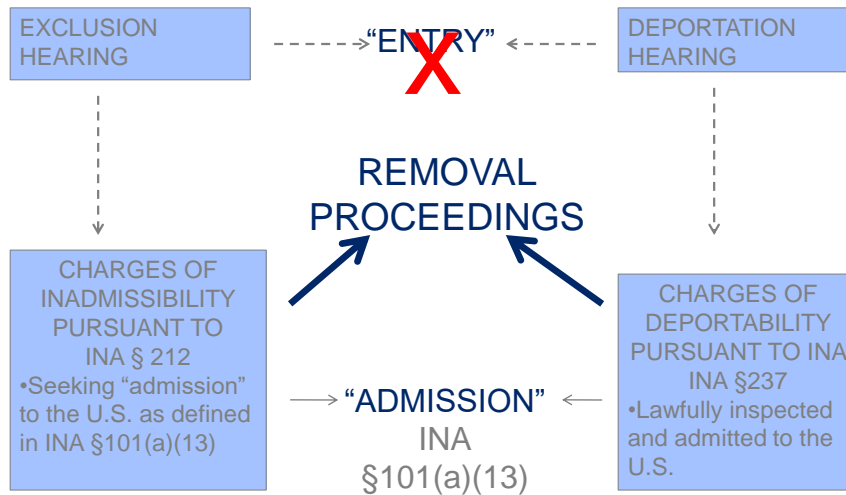 EXCLUSION
HEARING
“ENTRY”
X
DEPORTATION
HEARING
REMOVAL
PROCEEDINGS
CHARGES OF
INADMISSIBILITY
PURSUANT TO
INA § 212
•Seeking “admission”
to the U.S. as defined
in INA §101(a)(13)
“ADMISSION”
INA
§101(a)(13)
CHARGES OF
DEPORTABILITY
PURSUANT TO INA
INA §237
•Lawfully inspected
and admitted to the
U.S.